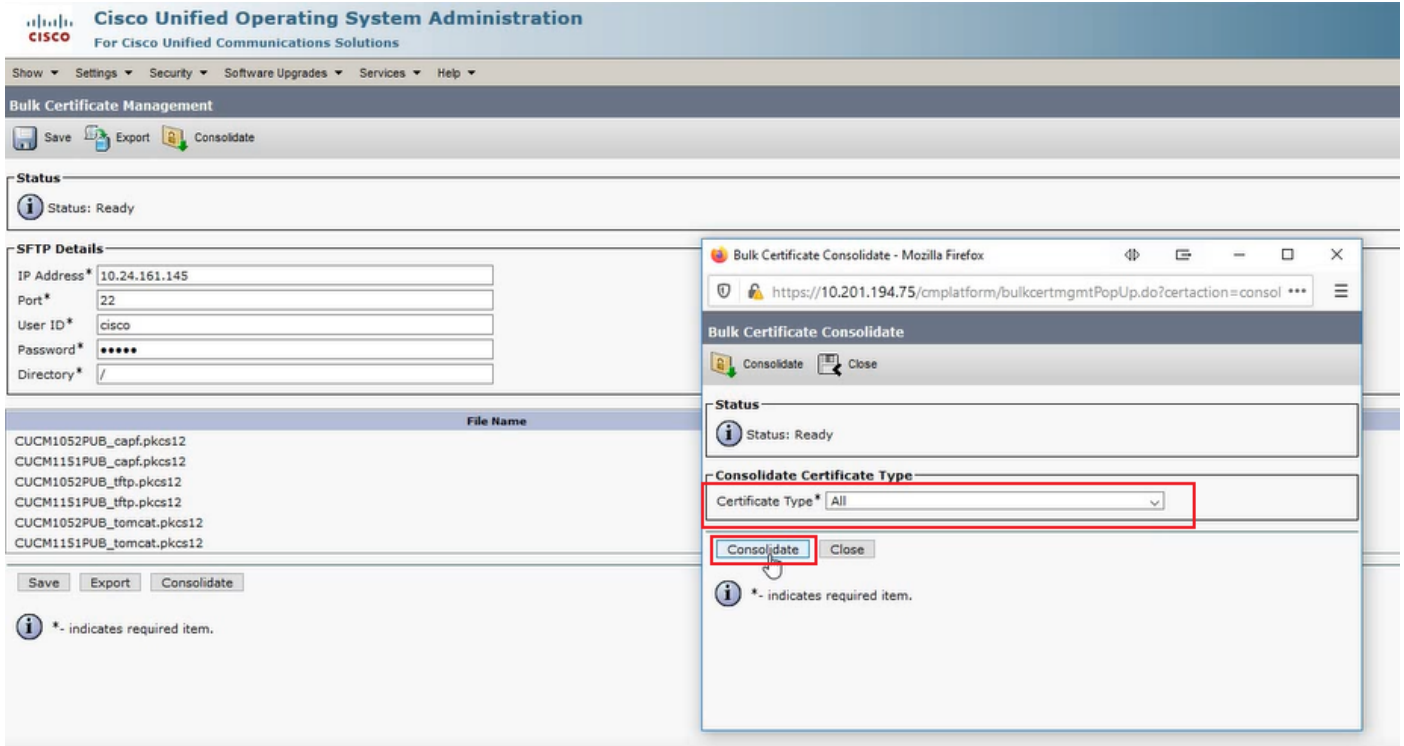 cisco
Cisco Unified Operating System Administration
For Cisco Unified Communications Solutions
Show Settings Security Software Upgrades Services Help
Bulk Certificate Management
Save Export Consolidate
Status
Status: Ready
SFTP Details
IP Address* 10.24.161.145
Port* 22
User ID* cisco
Password* •••••
Directory* /
File Name
CUCM1052PUB_capf.pkcs12
CUCM1151PUB_capf.pkcs12
CUCM1052PUB_tftp.pkcs12
CUCM1151PUB_tftp.pkcs12
CUCM1052PUB_tomcat.pkcs12
CUCM1151PUB_tomcat.pkcs12
Save Export Consolidate
*- indicates required item.
Bulk Certificate Consolidate - Mozilla Firefox
https://10.201.194.75/cmplatform/bulkcertmgmtPopUp.do?certaction=consol •••
Bulk Certificate Consolidate
Consolidate Close
Status
Status: Ready
Consolidate Certificate Type
Certificate Type* All
Consolidate Close
*- indicates required item.